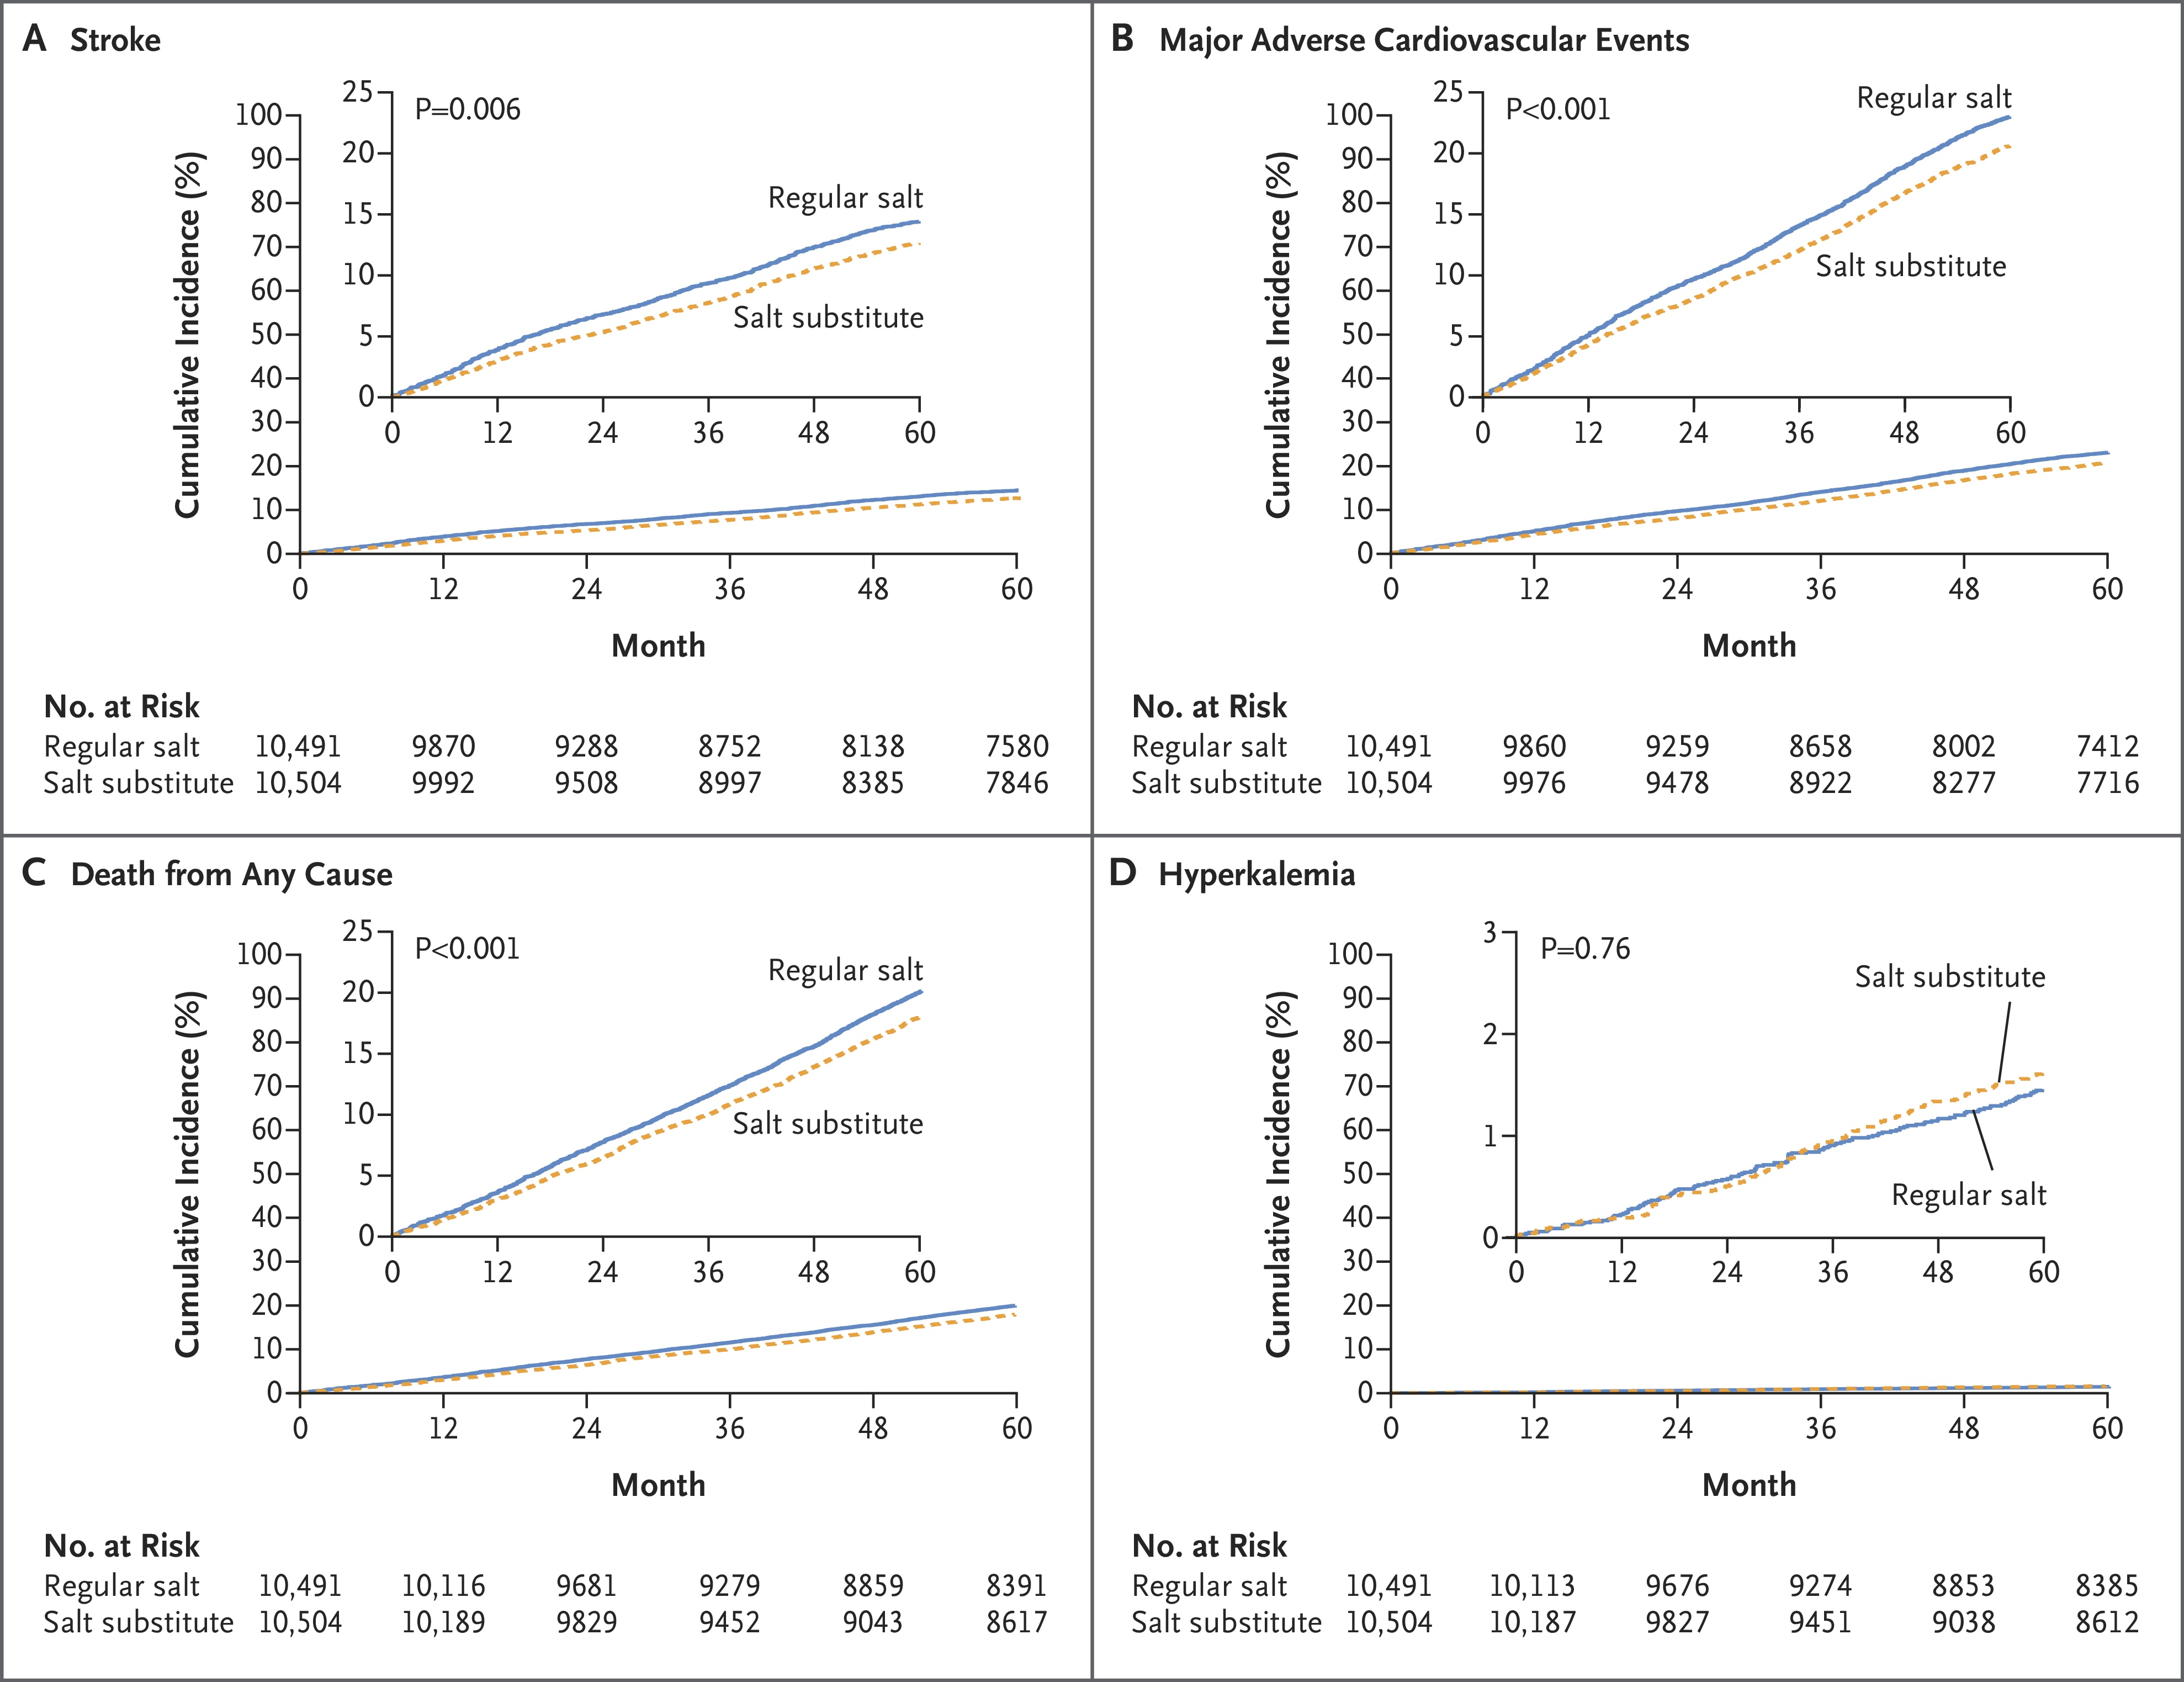 A Stroke
Cumulative Incidence (%)
100
90
80
70
60
50
40
30
20
10
0
0 12 24 36 48 60
25
20
15
10
5
0
0 12 24 36 48 60
P=0.006
Regular salt
Salt substitute
Month
No. at Risk
Regular salt 10,491 9870 9288 8752 8138 7580
Salt substitute 10,504 9992 9508 8997 8385 7846
B Major Adverse Cardiovascular Events
Cumulative Incidence (%)
100
90
80
70
60
50
40
30
20
10
0
0 12 24 36 48 60
25
20
15
10
5
0
0 12 24 36 48 60
P<0.001
Regular salt
Salt substitute
Month
No. at Risk
Regular salt 10,491 9860 9259 8658 8002 7412
Salt substitute 10,504 9976 9478 8922 8277 7716
C Death from Any Cause
Cumulative Incidence (%)
100
90
80
70
60
50
40
30
20
10
0
0 12 24 36 48 60
25
20
15
10
5
0
0 12 24 36 48 60
P<0.001
Regular salt
Salt substitute
Month
No. at Risk
Regular salt 10,491 10,116 9681 9279 8859 8391
Salt substitute 10,504 10,189 9829 9452 9043 8617
D Hyperkalemia
Cumulative Incidence (%)
100
90
80
70
60
50
40
30
20
10
0
0 12 24 36 48 60
3
2
1
0
0 12 24 36 48 60
P=0.76
Salt substitute
Regular salt
Month
No. at Risk
Regular salt 10,491 10,113 9676 9274 8853 8385
Salt substitute 10,504 10,187 9827 9451 9038 8612